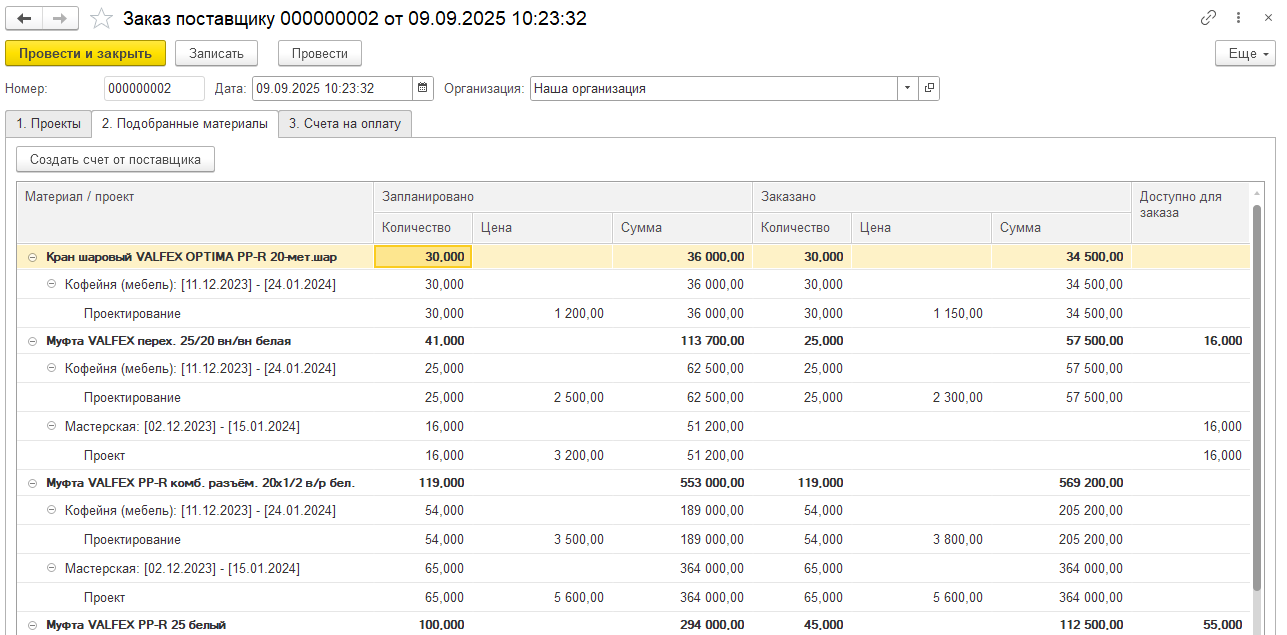 Заказ поставщику 000000002 от 09.09.2025 10:23:32
Провести и закрыть Записать Провести Еще
Номер: 000000002 Дата: 09.09.2025 10:23:32 Организация: Наша организация
1. Проекты 2. Подобранные материалы 3. Счета на оплату
Создать счет от поставщика
Материал / проект Запланировано Заказано Доступно для заказа
Количество Цена Сумма Количество Цена Сумма
Кран шаровый VALFEX OPTIMA PP-R 20-мет.шар 30,000 36 000,00 30,000 34 500,00
Кофейня (мебель): [11.12.2023] - [24.01.2024] 30,000 36 000,00 30,000 34 500,00
Проектирование 30,000 1 200,00 36 000,00 30,000 1 150,00 34 500,00
Муфта VALFEX перех. 25/20 вн/вн белая 41,000 113 700,00 25,000 57 500,00 16,000
Кофейня (мебель): [11.12.2023] - [24.01.2024] 25,000 62 500,00 25,000 57 500,00
Проектирование 25,000 2 500,00 62 500,00 25,000 2 300,00 57 500,00
Мастерская: [02.12.2023] - [15.01.2024] 16,000 51 200,00 16,000
Проект 16,000 3 200,00 51 200,00 16,000
Муфта VALFEX PP-R комб. разъём. 20х1/2 в/р бел. 119,000 553 000,00 119,000 569 200,00
Кофейня (мебель): [11.12.2023] - [24.01.2024] 54,000 189 000,00 54,000 205 200,00
Проектирование 54,000 3 500,00 189 000,00 54,000 3 800,00 205 200,00
Мастерская: [02.12.2023] - [15.01.2024] 65,000 364 000,00 65,000 364 000,00
Проект 65,000 5 600,00 364 000,00 65,000 5 600,00 364 000,00
Муфта VALFEX PP-R 25 белый 100,000 294 000,00 45,000 112 500,00 55,000